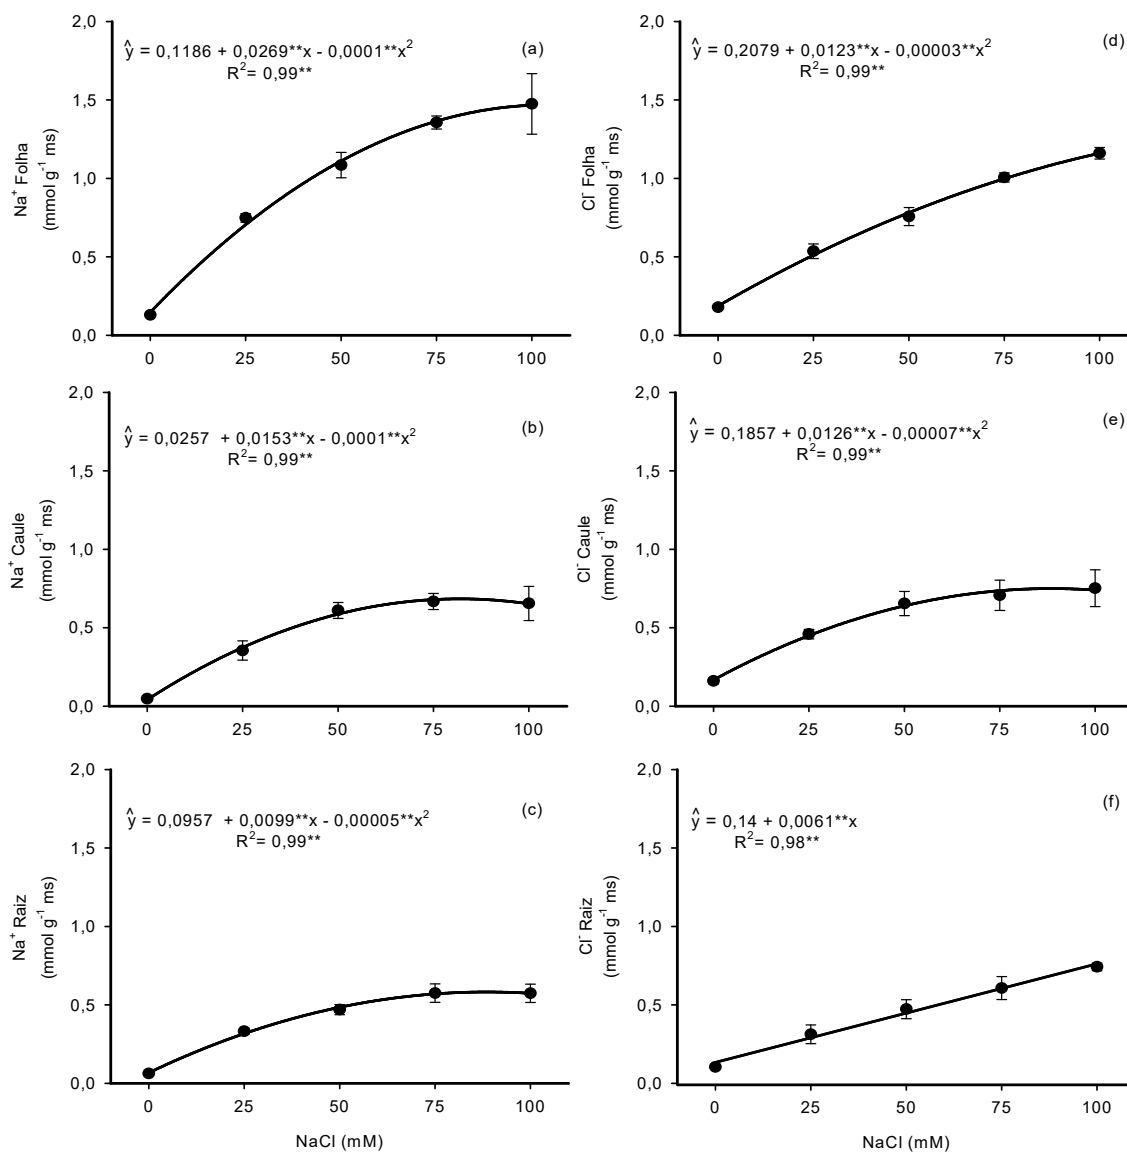 2,0
1,5
1,0
0,5
0,0
Na⁺ Folha
(mmol g⁻¹ ms)
ŷ = 0,1186 + 0,0269**x - 0,0001**x²
R²= 0,99**
(a)
0 25 50 75 100
2,0
1,5
1,0
0,5
0,0
Cl⁻ Folha
(mmol g⁻¹ ms)
ŷ = 0,2079 + 0,0123**x - 0,00003**x²
R²= 0,99**
(d)
0 25 50 75 100
2,0
1,5
1,0
0,5
0,0
Na⁺ Caule
(mmol g⁻¹ ms)
ŷ = 0,0257 + 0,0153**x - 0,0001**x²
R²= 0,99**
(b)
0 25 50 75 100
2,0
1,5
1,0
0,5
0,0
Cl⁻ Caule
(mmol g⁻¹ ms)
ŷ = 0,1857 + 0,0126**x - 0,00007**x²
R²= 0,99**
(e)
0 25 50 75 100
2,0
1,5
1,0
0,5
0,0
Na⁺ Raiz
(mmol g⁻¹ ms)
ŷ = 0,0957 + 0,0099**x - 0,00005**x²
R²= 0,99**
(c)
0 25 50 75 100
NaCl (mM)
2,0
1,5
1,0
0,5
0,0
Cl⁻ Raiz
(mmol g⁻¹ ms)
ŷ = 0,14 + 0,0061**x
R²= 0,98**
(f)
0 25 50 75 100
NaCl (mM)